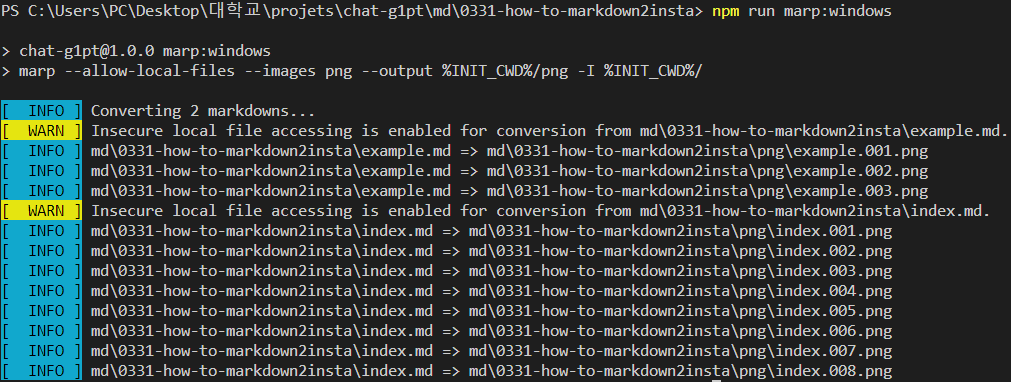 PS C:\Users\PC\Desktop\대학교\projets\chat-g1pt\md\0331-how-to-markdown2insta> npm run marp:windows
> chat-g1pt@1.0.0 marp:windows
> marp --allow-local-files --images png --output %INIT_CWD%/png -I %INIT_CWD%/
[  INFO ] Converting 2 markdowns...
[  WARN ] Insecure local file accessing is enabled for conversion from md\0331-how-to-markdown2insta\example.md.
[  INFO ] md\0331-how-to-markdown2insta\example.md => md\0331-how-to-markdown2insta\png\example.001.png
[  INFO ] md\0331-how-to-markdown2insta\example.md => md\0331-how-to-markdown2insta\png\example.002.png
[  INFO ] md\0331-how-to-markdown2insta\example.md => md\0331-how-to-markdown2insta\png\example.003.png
[  WARN ] Insecure local file accessing is enabled for conversion from md\0331-how-to-markdown2insta\index.md.
[  INFO ] md\0331-how-to-markdown2insta\index.md => md\0331-how-to-markdown2insta\png\index.001.png
[  INFO ] md\0331-how-to-markdown2insta\index.md => md\0331-how-to-markdown2insta\png\index.002.png
[  INFO ] md\0331-how-to-markdown2insta\index.md => md\0331-how-to-markdown2insta\png\index.003.png
[  INFO ] md\0331-how-to-markdown2insta\index.md => md\0331-how-to-markdown2insta\png\index.004.png
[  INFO ] md\0331-how-to-markdown2insta\index.md => md\0331-how-to-markdown2insta\png\index.005.png
[  INFO ] md\0331-how-to-markdown2insta\index.md => md\0331-how-to-markdown2insta\png\index.006.png
[  INFO ] md\0331-how-to-markdown2insta\index.md => md\0331-how-to-markdown2insta\png\index.007.png
[  INFO ] md\0331-how-to-markdown2insta\index.md => md\0331-how-to-markdown2insta\png\index.008.png